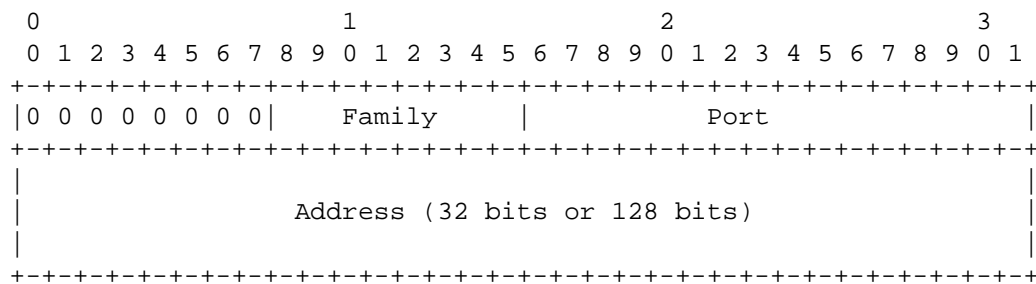 0                   1                   2                   3
 0 1 2 3 4 5 6 7 8 9 0 1 2 3 4 5 6 7 8 9 0 1 2 3 4 5 6 7 8 9 0 1
+-+-+-+-+-+-+-+-+-+-+-+-+-+-+-+-+-+-+-+-+-+-+-+-+-+-+-+-+-+-+-+-+
|0 0 0 0 0 0 0 0|    Family     |           Port                |
+-+-+-+-+-+-+-+-+-+-+-+-+-+-+-+-+-+-+-+-+-+-+-+-+-+-+-+-+-+-+-+-+
|                                                               |
|                 Address (32 bits or 128 bits)                 |
|                                                               |
+-+-+-+-+-+-+-+-+-+-+-+-+-+-+-+-+-+-+-+-+-+-+-+-+-+-+-+-+-+-+-+-+